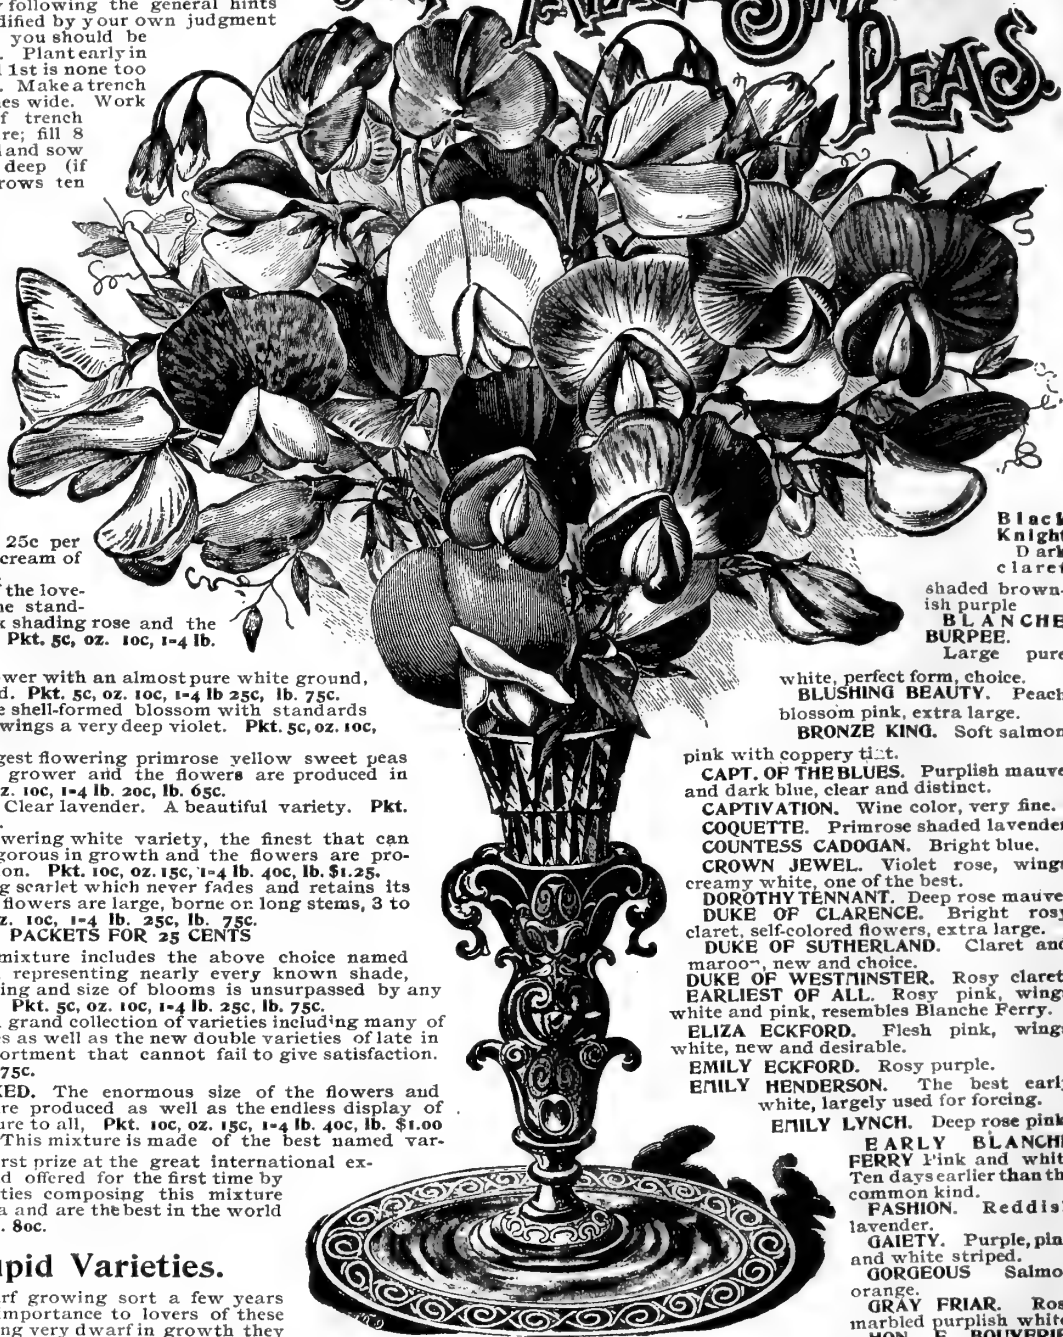 following the general hints
dified by your own judgment
you should be
. Plant early in
1st is none too
. Make a trench
es wide. Work
f trench
re; fill 8
and sow
deep (if
rows ten
PEAS.
25c per
cream of
f the love-
ne stand-
k shading rose and the
Pkt. 5c, oz. 10c, 1-4 lb.
ower with an almost pure white ground,
d. Pkt. 5c, oz. 10c, 1-4 lb 25c, lb. 75c.
e shell-formed blossom with standards
wings a very deep violet. Pkt. 5c, oz. 10c,
gest flowering primrose yellow sweet peas
grower and the flowers are produced in
z. 10c, 1-4 lb. 20c, lb. 65c.
Clear lavender. A beautiful variety. Pkt.
wering white variety, the finest that can
gorous in growth and the flowers are pro-
on. Pkt. 10c, oz. 15c, 1-4 lb. 40c, lb. $1.25.
g scarlet which never fades and retains its
flowers are large, borne on long stems, 3 to
z. 10c, 1-4 lb. 25c, lb. 75c.
PACKETS FOR 25 CENTS
mixture includes the above choice named
representing nearly every known shade,
ing and size of blooms is unsurpassed by any
Pkt. 5c, oz. 10c, 1-4 lb. 25c, lb. 75c.
grand collection of varieties including many of
s as well as the new double varieties of late in
ortment that cannot fail to give satisfaction.
75c.
KED. The enormous size of the flowers and
re produced as well as the endless display of
ure to all, Pkt. 10c, oz. 15c, 1-4 lb. 40c, lb. $1.00
This mixture is made of the best named var-
rst prize at the great international ex-
d offered for the first time by
ties composing this mixture
a and are the best in the world
. 80c.
upid Varieties.
arf growing sort a few years
importance to lovers of these
ng very dwarf in growth they
Black
Knight
Dark
claret
shaded brown-
ish purple
BLANCHE
BURPEE.
Large pure
white, perfect form, choice.
BLUSHING BEAUTY. Peach
blossom pink, extra large.
BRONZE KING. Soft salmon
pink with coppery tint.
CAPT. OF THE BLUES. Purplish mauve
and dark blue, clear and distinct.
CAPTIVATION. Wine color, very fine.
COQUETTE. Primrose shaded lavender
COUNTESS CADOGAN. Bright blue.
CROWN JEWEL. Violet rose, wing
creamy white, one of the best.
DOROTHY TENNANT. Deep rose mauve
DUKE OF CLARENCE. Bright rosy
claret, self-colored flowers, extra large.
DUKE OF SUTHERLAND. Claret and
maroon, new and choice.
DUKE OF WESTMINSTER. Rosy claret
EARLIEST OF ALL. Rosy pink, wing
white and pink, resembles Blanche Ferry.
ELIZA ECKFORD. Flesh pink, wing
white, new and desirable.
EMILY ECKFORD. Rosy purple.
EMILY HENDERSON. The best earl
white, largely used for forcing.
EMILY LYNCH. Deep rose pink
EARLY BLANCHE
FERRY Pink and whit
Ten days earlier than th
common kind.
FASHION. Reddis
lavender.
GAIETY. Purple, pin
and white striped.
GORGEOUS Salmo
orange.
GRAY FRIAR. Ros
marbled purplish whit